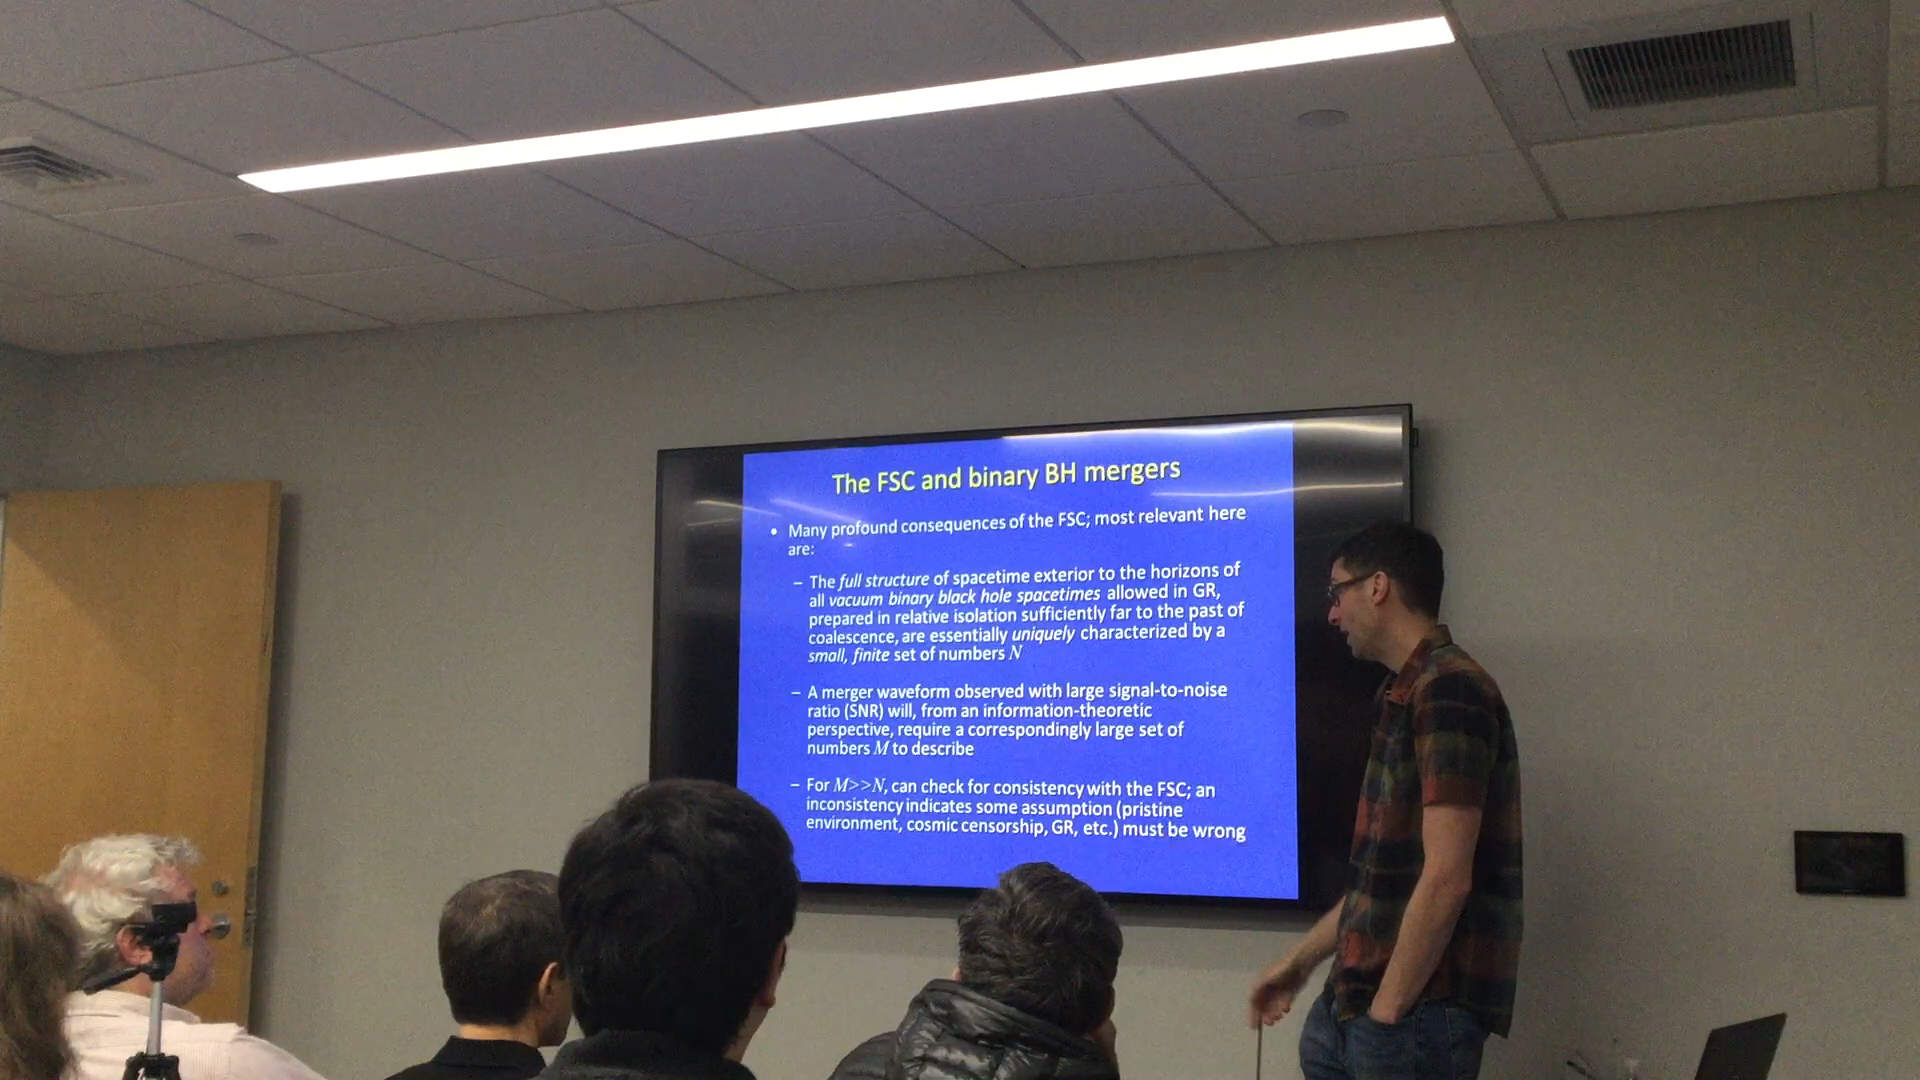 The FSC and binary BH mergers
• Many profound consequences of the FSC; most relevant here
are:
– The full structure of spacetime exterior to the horizons of
all vacuum binary black hole spacetimes allowed in GR,
prepared in relative isolation sufficiently far to the past of
coalescence, are essentially uniquely characterized by a
small, finite set of numbers N
– A merger waveform observed with large signal-to-noise
ratio (SNR) will, from an information-theoretic
perspective, require a correspondingly large set of
numbers M to describe
– For M>>N, can check for consistency with the FSC; an
inconsistency indicates some assumption (pristine
environment, cosmic censorship, GR, etc.) must be wrong